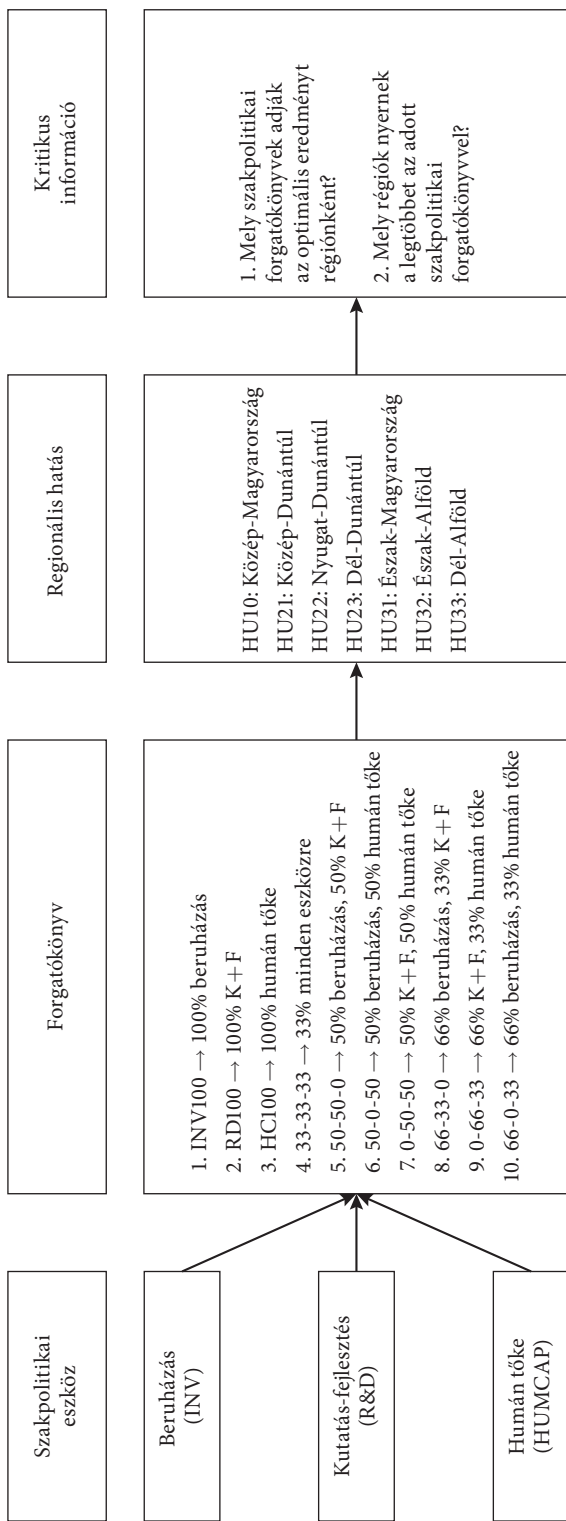 Szakpolitikai
eszköz
Beruházás
(INV)
Kutatás-fejlesztés
(R&D)
Humán tőke
(HUMCAP)
Forgatókönyv
1. INV100 → 100% beruházás
2. RD100 → 100% K+F
3. HC100 → 100% humán tőke
4. 33-33-33 → 33% minden eszközre
5. 50-50-0 → 50% beruházás, 50% K+F
6. 50-0-50 → 50% beruházás, 50% humán tőke
7. 0-50-50 → 50% K+F, 50% humán tőke
8. 66-33-0 → 66% beruházás, 33% K+F
9. 0-66-33 → 66% K+F, 33% humán tőke
10. 66-0-33 → 66% beruházás, 33% humán tőke
Regionális hatás
HU10: Közép-Magyarország
HU21: Közép-Dunántúl
HU22: Nyugat-Dunántúl
HU23: Dél-Dunántúl
HU31: Észak-Magyarország
HU32: Észak-Alföld
HU33: Dél-Alföld
Kritikus
információ
1. Mely szakpolitikai
forgatókönyvek adják
az optimális eredményt
régiónként?
2. Mely régiók nyernek
a legtöbbet az adott
szakpolitikai
forgatókönyvvel?